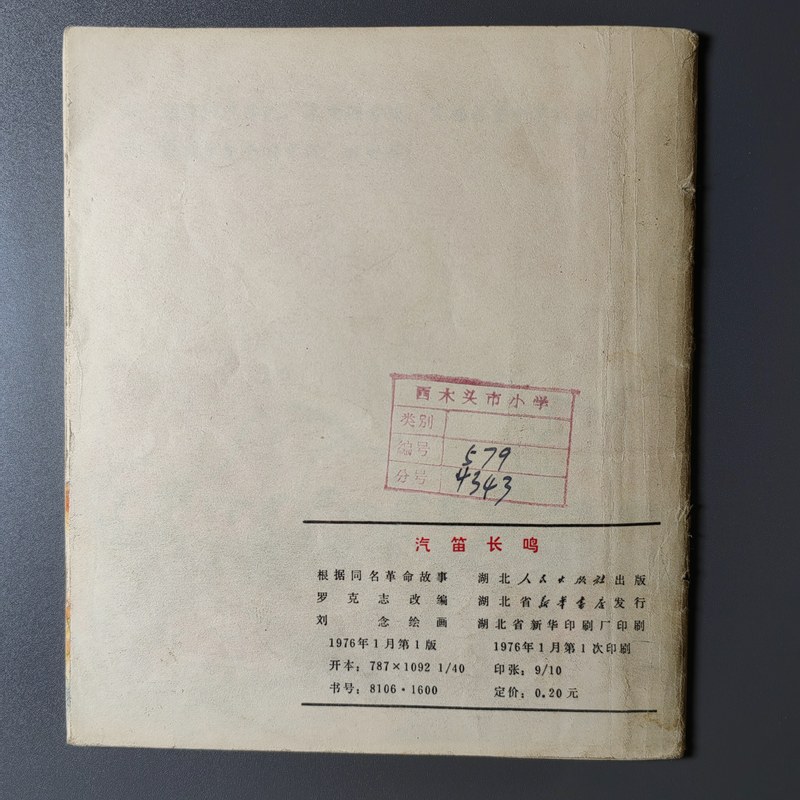 西木头市小学
类别
编号 579
分号 4343
汽笛长鸣
根据同名革命故事 湖北人民出版社出版
罗克志改编 湖北省新华书店发行
刘念绘画 湖北省新华印刷厂印刷
1976年1月第1版 1976年1月第1次印刷
开本：787×1092 1/40 印张：9/10
书号：8106·1600 定价：0.20元